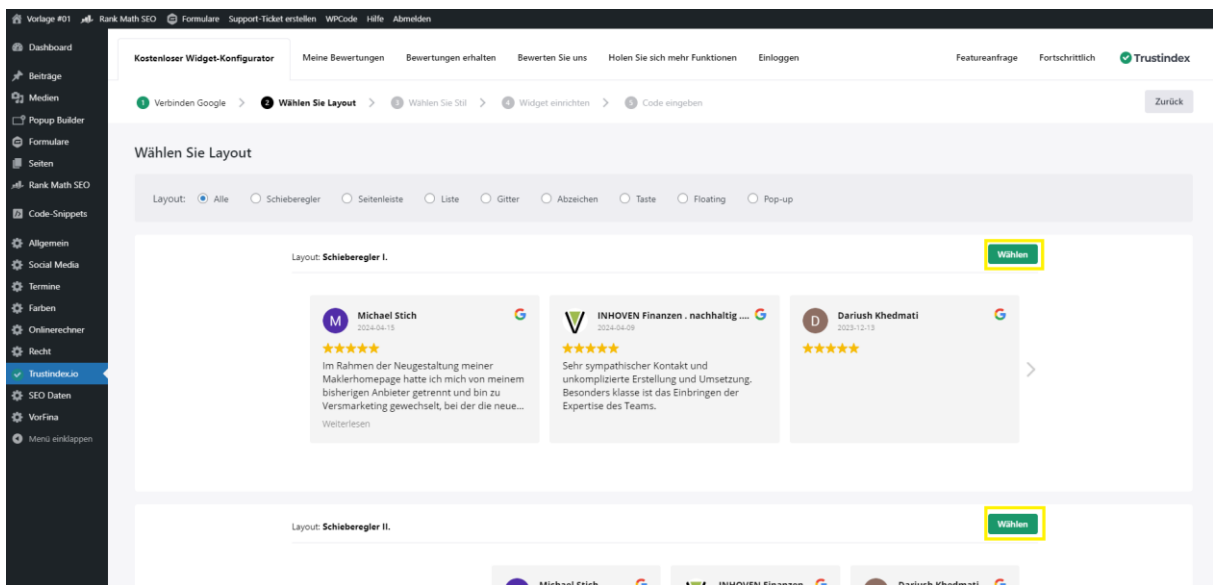 Vorlage #01 Rank Math SEO Formulare Support-Ticket erstellen WPCode Hilfe Abmelden
Dashboard
Beiträge
Medien
Popup Builder
Formulare
Seiten
Rank Math SEO
Code-Snippets
Allgemein
Social Media
Termine
Farben
Onlinerechner
Recht
Trustindex.io
SEO Daten
VorFina
Menü einklappen
Kostenloser Widget-Konfigurator Meine Bewertungen Bewertungen erhalten Bewerten Sie uns Holen Sie sich mehr Funktionen Einloggen Featureanfrage Fortschrittlich Trustindex
1 Verbinden Google > 2 Wählen Sie Layout > 3 Wählen Sie Stil > 4 Widget einrichten > 5 Code eingeben Zurück
Wählen Sie Layout
Layout: Alle Schieberegler Seitenleiste Liste Gitter Abzeichen Taste Floating Pop-up
Layout: Schieberegler I. Wählen
M Michael Stich
2024-04-15
Im Rahmen der Neugestaltung meiner
Maklerhomepage hatte ich mich von meinem
bisherigen Anbieter getrennt und bin zu
Versmarketing gewechselt, bei der die neue...
Weiterlesen
INHOVEN Finanzen . nachhaltig ....
2024-04-09
Sehr sympathischer Kontakt und
unkomplizierte Erstellung und Umsetzung.
Besonders klasse ist das Einbringen der
Expertise des Teams.
D Dariush Khedmati
2023-12-13
Layout: Schieberegler II. Wählen
Michael Stich INHOVEN Finanzen Dariush Khedmati